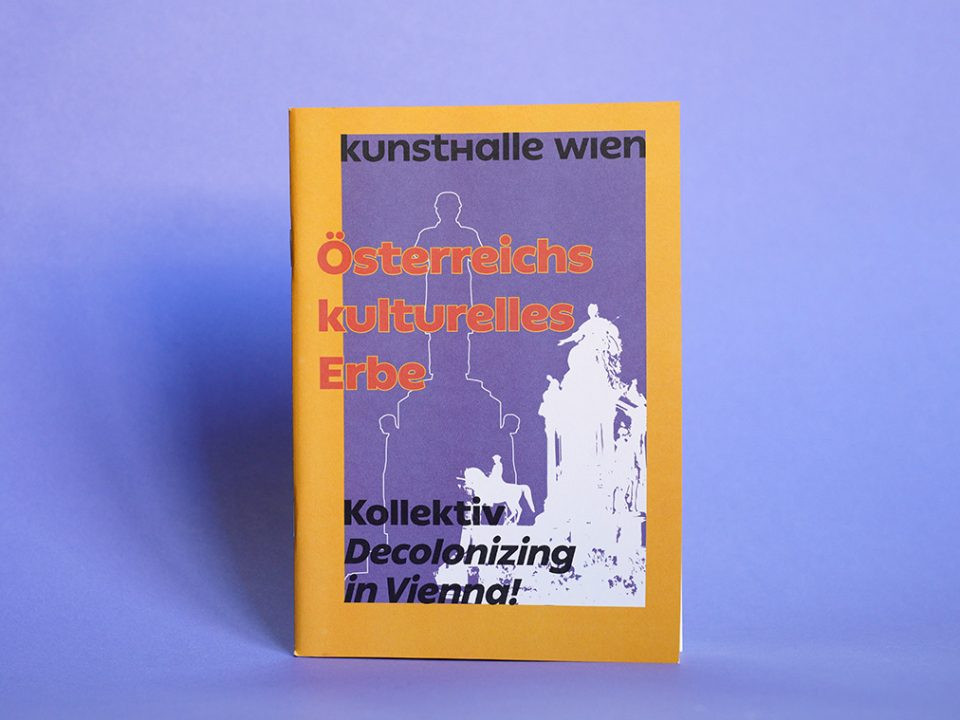 kunstHalle wien
Österreichs
kulturelles
Erbe
Kollektiv
Decolonizing
in Vienna!